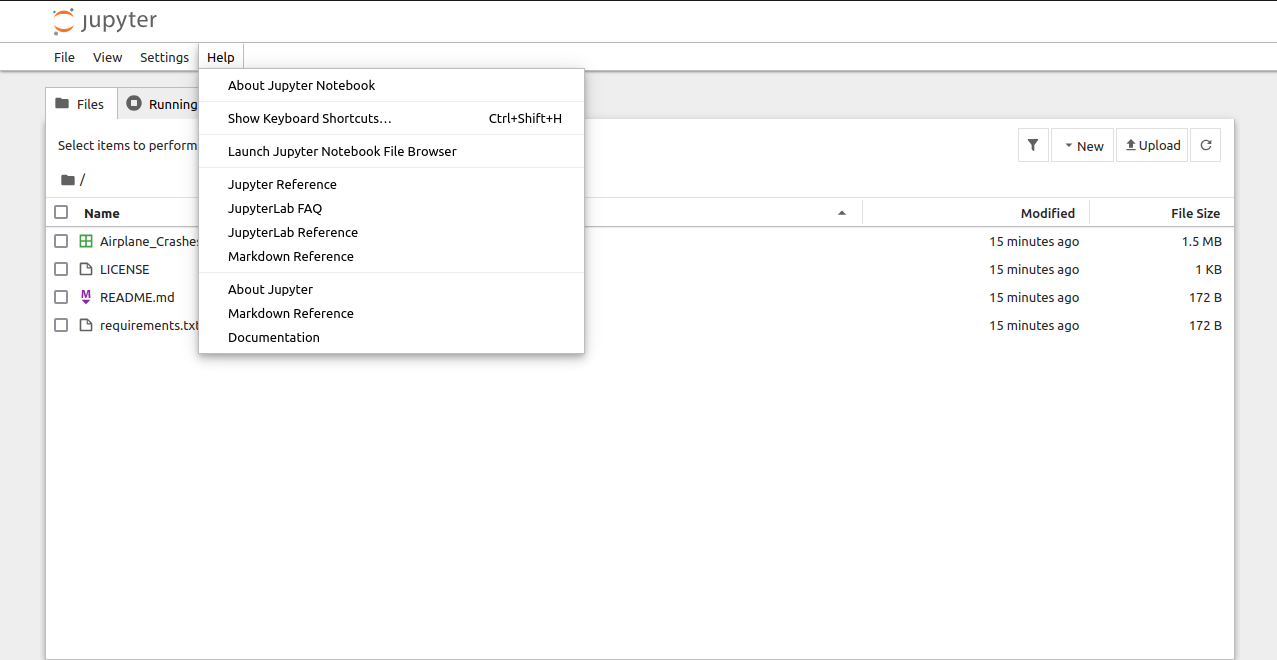 jupyter
File View Settings Help
About Jupyter Notebook
Show Keyboard Shortcuts… Ctrl+Shift+H
Launch Jupyter Notebook File Browser
Jupyter Reference
JupyterLab FAQ
JupyterLab Reference
Markdown Reference
About Jupyter
Markdown Reference
Documentation
Files Running
Select items to perform
New Upload
/
Name Modified File Size
Airplane_Crashes 15 minutes ago 1.5 MB
LICENSE 15 minutes ago 1 KB
M README.md 15 minutes ago 172 B
requirements.txt 15 minutes ago 172 B